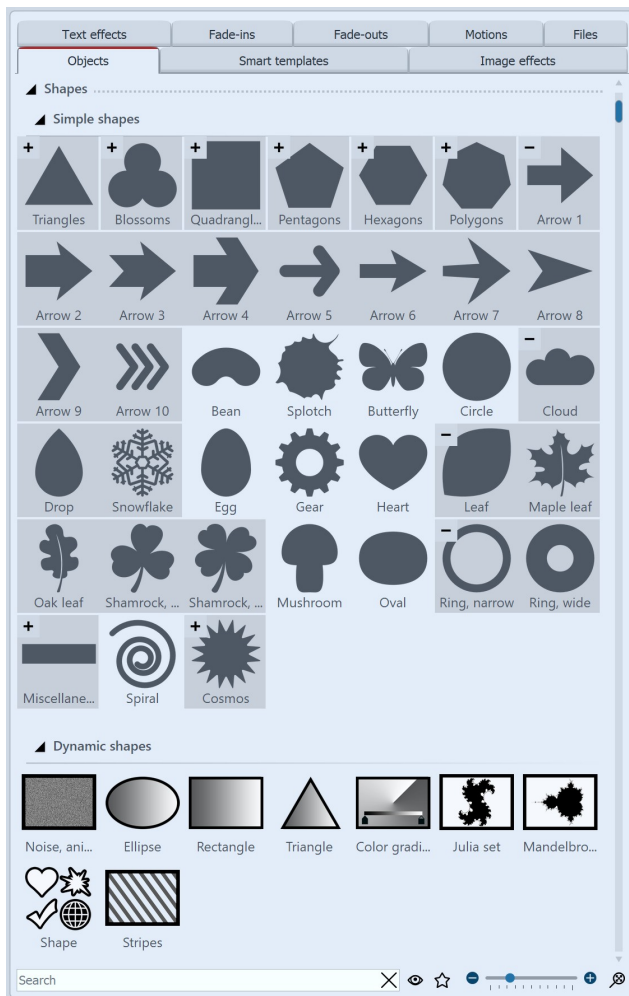 Text effects Fade-ins Fade-outs Motions Files
Objects Smart templates Image effects
Shapes
Simple shapes
Triangles Blossoms Quadrangl... Pentagons Hexagons Polygons Arrow 1
Arrow 2 Arrow 3 Arrow 4 Arrow 5 Arrow 6 Arrow 7 Arrow 8
Arrow 9 Arrow 10 Bean Splotch Butterfly Circle Cloud
Drop Snowflake Egg Gear Heart Leaf Maple leaf
Oak leaf Shamrock, ... Shamrock, ... Mushroom Oval Ring, narrow Ring, wide
Miscellane... Spiral Cosmos
Dynamic shapes
Noise, ani... Ellipse Rectangle Triangle Color gradi... Julia set Mandelbro...
Shape Stripes
Search